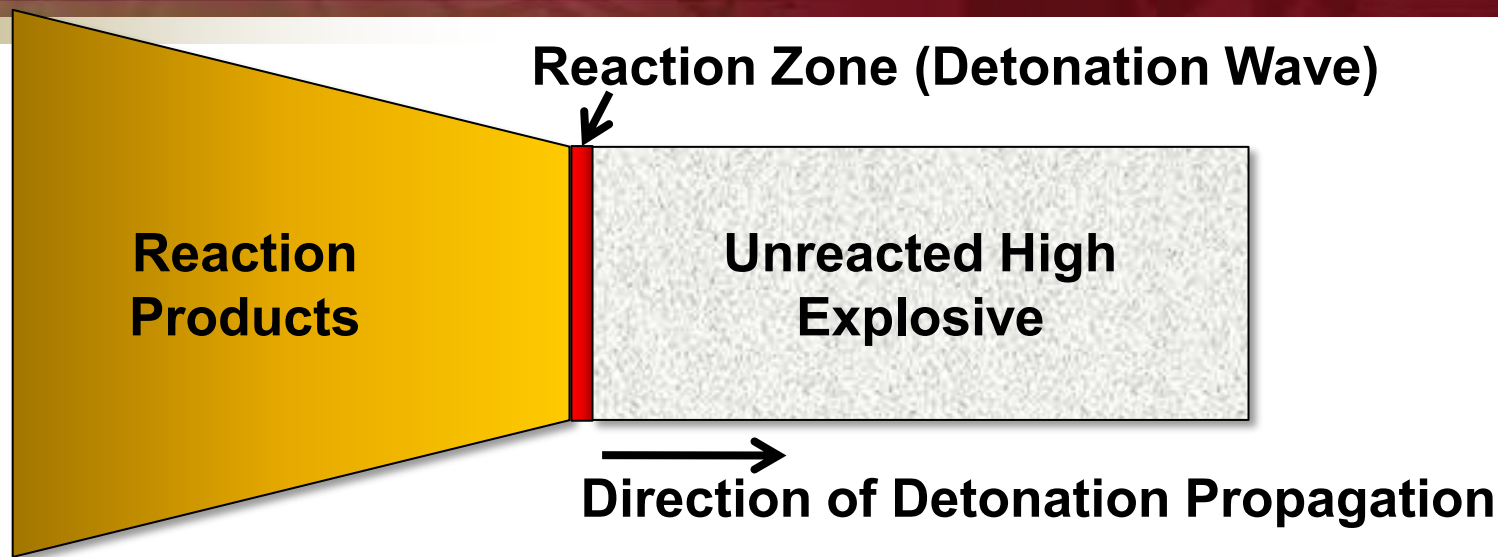 Reaction Zone (Detonation Wave)
Reaction
Products
Unreacted High
Explosive
Direction of Detonation Propagation